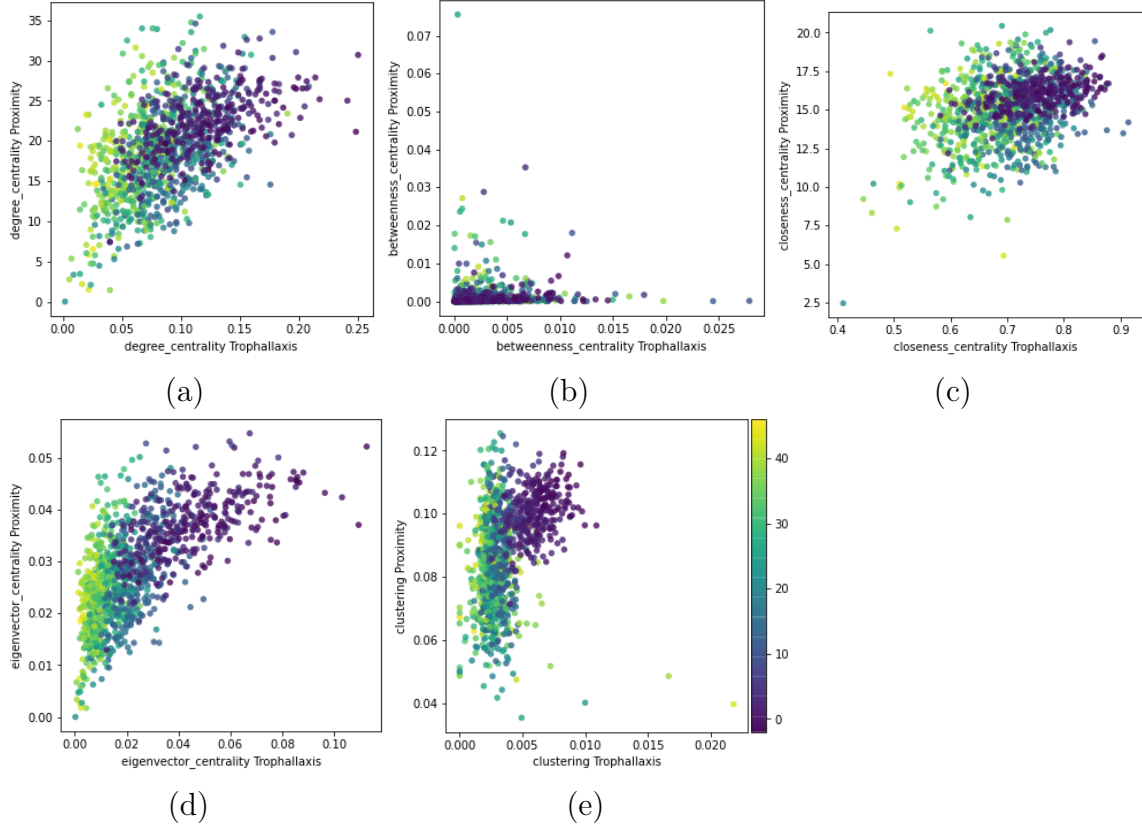 35
30
25
20
15
10
5
0
degree_centrality Proximity
0.00 0.05 0.10 0.15 0.20 0.25
degree_centrality Trophallaxis
(a)
0.07
0.06
0.05
0.04
0.03
0.02
0.01
0.00
betweenness_centrality Proximity
0.000 0.005 0.010 0.015 0.020 0.025
betweenness_centrality Trophallaxis
(b)
20.0
17.5
15.0
12.5
10.0
7.5
5.0
2.5
closeness_centrality Proximity
0.4 0.5 0.6 0.7 0.8 0.9
closeness_centrality Trophallaxis
(c)
0.05
0.04
0.03
0.02
0.01
0.00
eigenvector_centrality Proximity
0.00 0.02 0.04 0.06 0.08 0.10
eigenvector_centrality Trophallaxis
(d)
0.12
0.10
0.08
0.06
0.04
clustering Proximity
0.000 0.005 0.010 0.015 0.020
clustering Trophallaxis
40
30
20
10
0
(e)